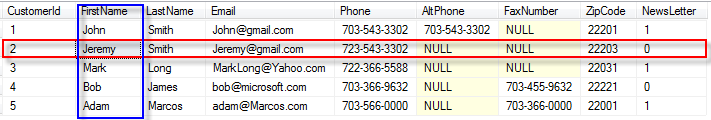 CustomerId FirstName LastName Email Phone AltPhone FaxNumber ZipCode NewsLetter
1 John Smith John@gmail.com 703-543-3302 703-543-3302 NULL 22201 1
2 Jeremy Smith Jeremy@gmail.com 723-543-3302 NULL NULL 22203 0
3 Mark Long MarkLong@Yahoo.com 722-366-5588 NULL NULL 22031 1
4 Bob James bob@microsoft.com 703-366-3636 NULL 703-455-9632 22221 0
5 Adam Marcos adam@Marcos.com 703-566-0000 NULL 703-366-0000 22001 1